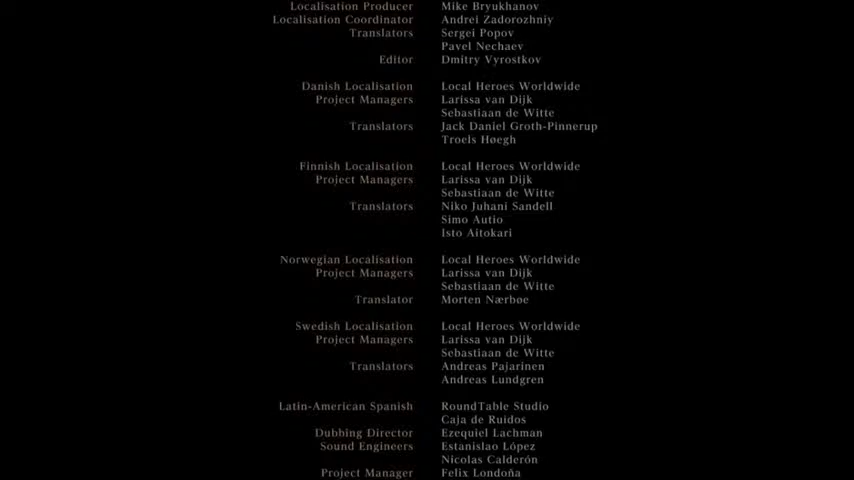 Localisation Producer Mike Bryukhanov
Localisation Coordinator Andrei Zadorozhniy
Translators Sergei Popov
Pavel Nechaev
Editor Dmitry Vyrostkov
Danish Localisation Local Heroes Worldwide
Project Managers Larissa van Dijk
Sebastiaan de Witte
Translators Jack Daniel Groth-Pinnerup
Troels Høegh
Finnish Localisation Local Heroes Worldwide
Project Managers Larissa van Dijk
Sebastiaan de Witte
Translators Niko Juhani Sandell
Simo Autio
Isto Aitokari
Norwegian Localisation Local Heroes Worldwide
Project Managers Larissa van Dijk
Sebastiaan de Witte
Translator Morten Nærbøe
Swedish Localisation Local Heroes Worldwide
Project Managers Larissa van Dijk
Sebastiaan de Witte
Translators Andreas Pajarinen
Andreas Lundgren
Latin-American Spanish RoundTable Studio
Caja de Ruidos
Dubbing Director Ezequiel Lachman
Sound Engineers Estanislao López
Nicolas Calderón
Project Manager Felix Londoña